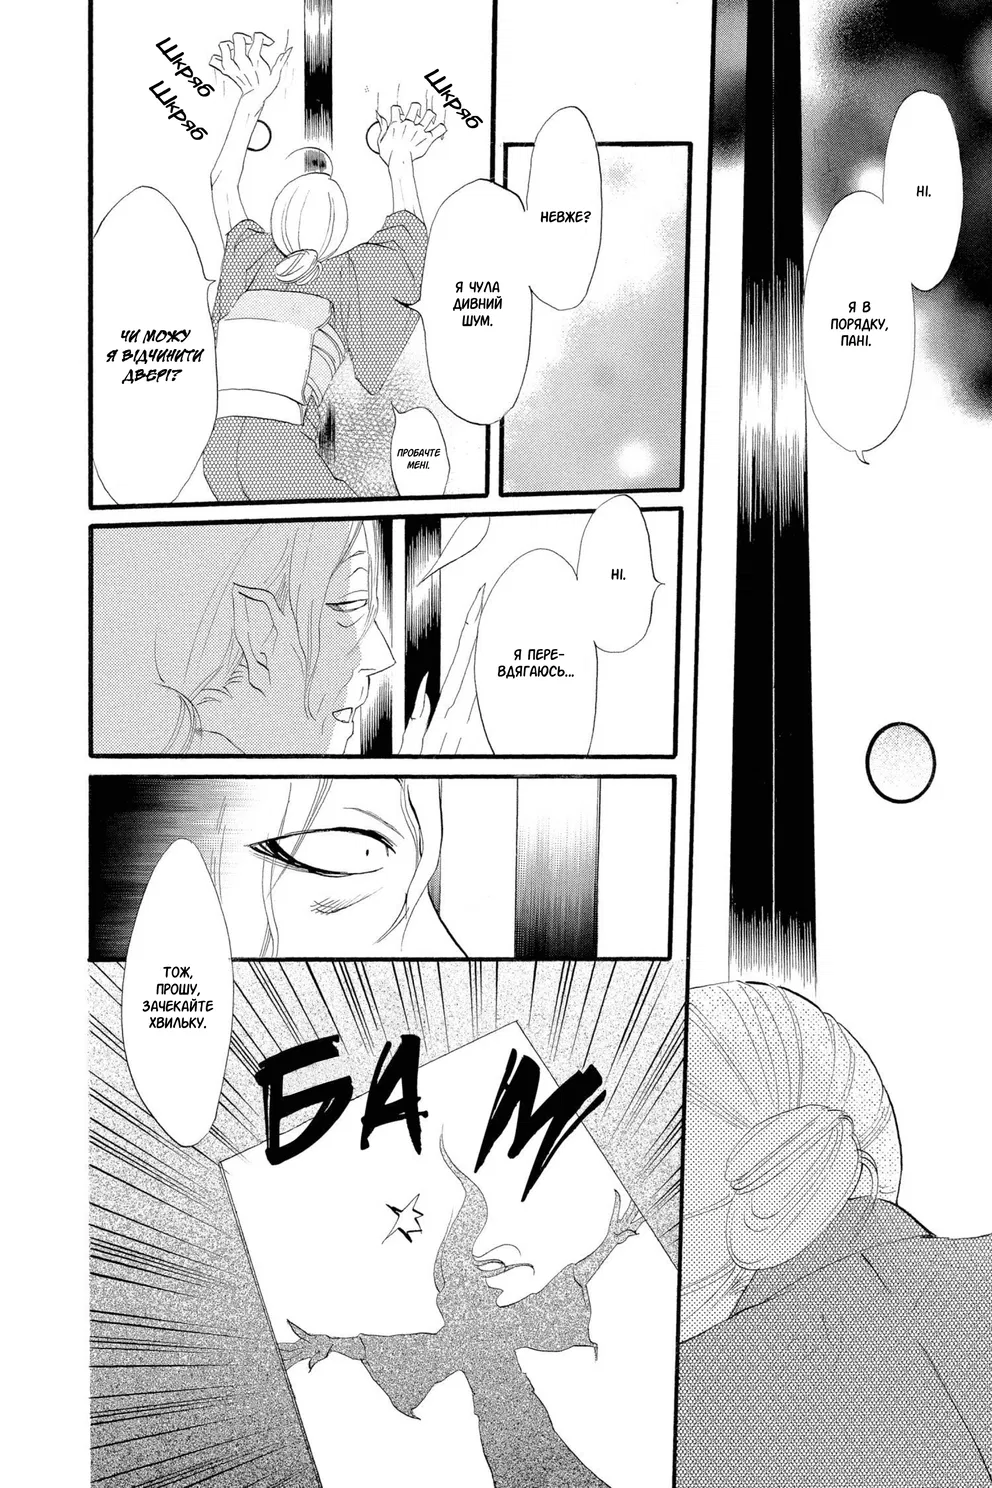 НІ.
Я В
ПОРЯДКУ,
ПАНІ.
НЕВЖЕ?
Я ЧУЛА
ДИВНИЙ
ШУМ.
Шкряб
Шкряб
Шкряб
ЧИ МОЖУ
Я ВІДЧИНИТИ
ДВЕРІ?
ПРОБАЧТЕ
МЕНІ.
НІ.
Я ПЕРЕ-
ВДЯГАЮСЬ...
ТОЖ,
ПРОШУ,
ЗАЧЕКАЙТЕ
ХВИЛЬКУ.
БАМ